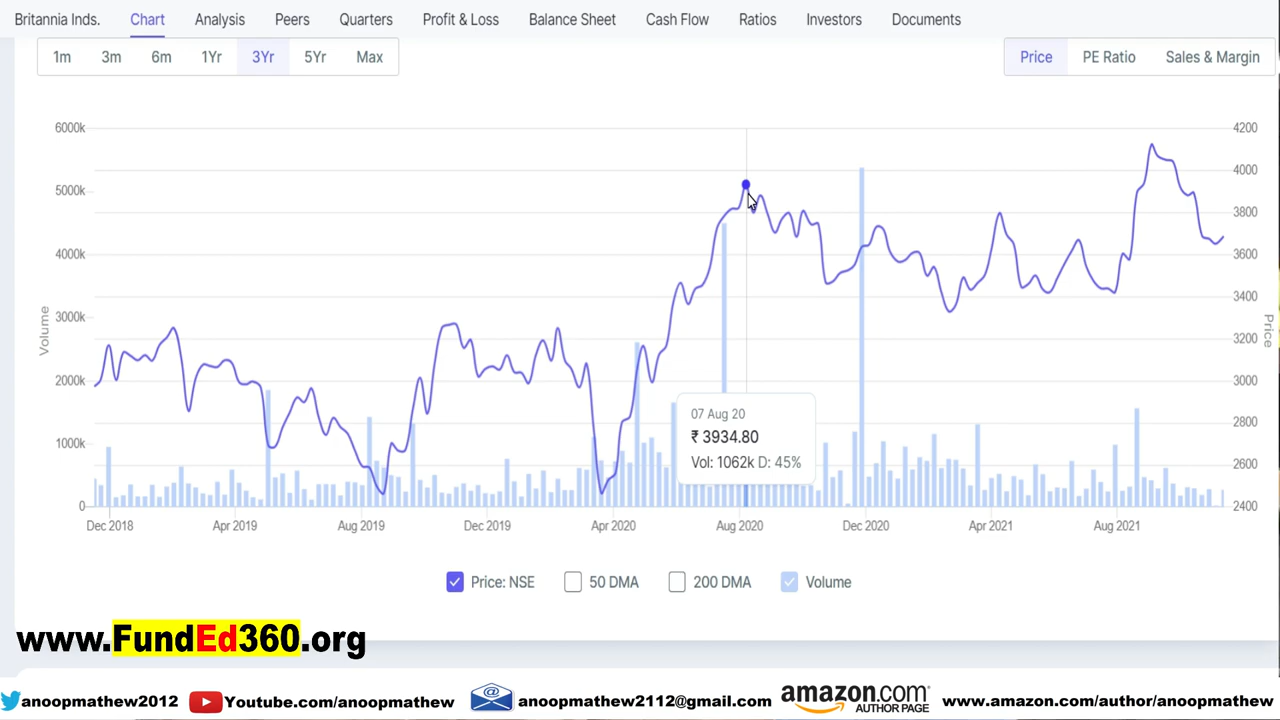 Britannia Inds. Chart Analysis Peers Quarters Profit & Loss Balance Sheet Cash Flow Ratios Investors Documents
1m 3m 6m 1Yr 3Yr 5Yr Max Price PE Ratio Sales & Margin
6000k 4200
4000
5000k
3800
4000k 3600
3400
3000k
Volume Price
3200
2000k 3000
2800
1000k
2600
0 2400
07 Aug 20
₹ 3934.80
Vol: 1062k D: 45%
Dec 2018 Apr 2019 Aug 2019 Dec 2019 Apr 2020 Aug 2020 Dec 2020 Apr 2021 Aug 2021
Price: NSE 50 DMA 200 DMA Volume
www.FundEd360.org
anoopmathew2012 Youtube.com/anoopmathew @ anoopmathew2112@gmail.com amazon.com www.amazon.com/author/anoopmathew
AUTHOR PAGE